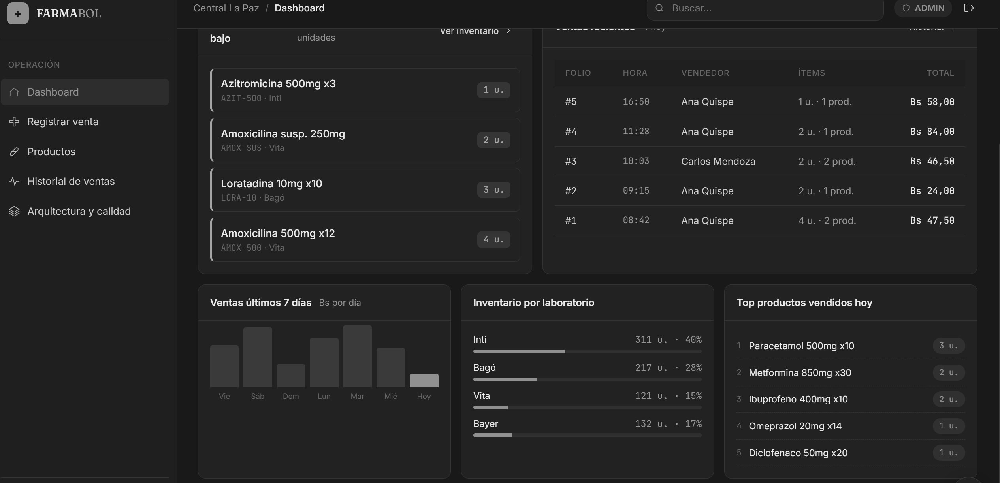 + FARMABOL
OPERACIÓN
Dashboard
Registrar venta
Productos
Historial de ventas
Arquitectura y calidad
Central La Paz / Dashboard
Buscar...
ADMIN
bajo
unidades
Ver inventario
Azitromicina 500mg x3
AZIT-500 · Inti
1 u.
Amoxicilina susp. 250mg
AMOX-SUS · Vita
2 u.
Loratadina 10mg x10
LORA-10 · Bagó
3 u.
Amoxicilina 500mg x12
AMOX-500 · Vita
4 u.
Ventas recientes
hoy
Historial
FOLIO HORA VENDEDOR ÍTEMS TOTAL
#5 16:50 Ana Quispe 1 u. · 1 prod. Bs 58,00
#4 11:28 Ana Quispe 2 u. · 1 prod. Bs 84,00
#3 10:03 Carlos Mendoza 2 u. · 2 prod. Bs 46,50
#2 09:15 Ana Quispe 2 u. · 1 prod. Bs 24,00
#1 08:42 Ana Quispe 4 u. · 2 prod. Bs 47,50
Ventas últimos 7 días Bs por día
Vie Sáb Dom Lun Mar Mié Hoy
Inventario por laboratorio
Inti 311 u. · 40%
Bagó 217 u. · 28%
Vita 121 u. · 15%
Bayer 132 u. · 17%
Top productos vendidos hoy
1 Paracetamol 500mg x10 3 u.
2 Metformina 850mg x30 2 u.
3 Ibuprofeno 400mg x10 2 u.
4 Omeprazol 20mg x14 1 u.
5 Diclofenaco 50mg x20 1 u.